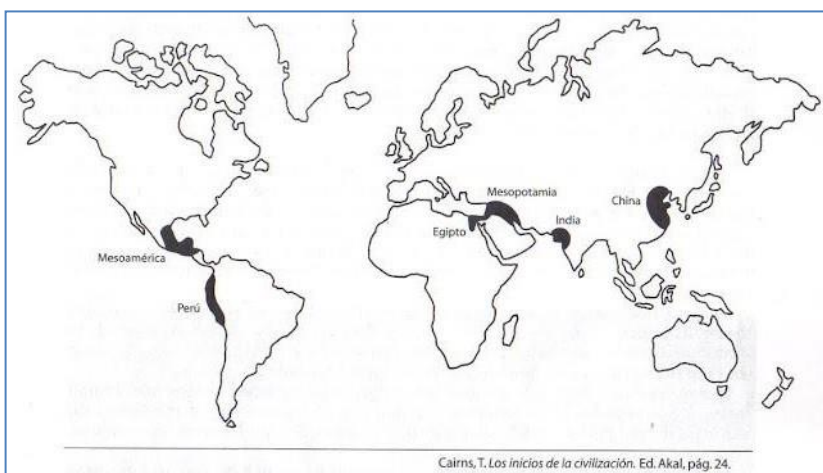 Mesopotamia
China
India
Egipto
Mesoamérica
Perú
Cairns, T. Los inicios de la civilización. Ed. Akal, pág. 24.